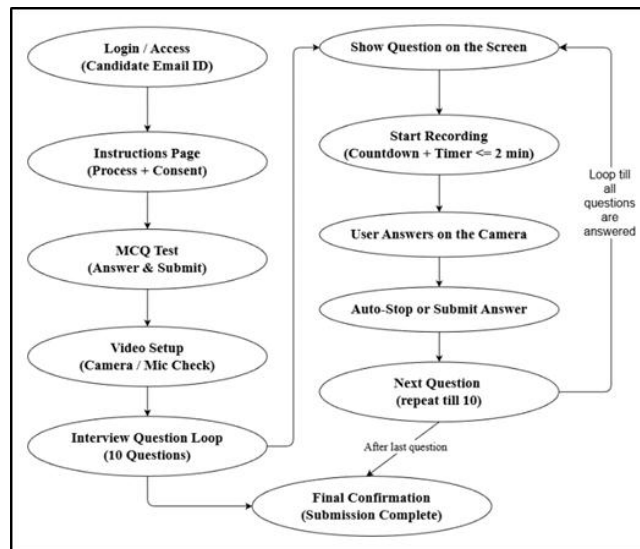 Login / Access
(Candidate Email ID)
Instructions Page
(Process + Consent)
MCQ Test
(Answer & Submit)
Video Setup
(Camera / Mic Check)
Interview Question Loop
(10 Questions)
Show Question on the Screen
Start Recording
(Countdown + Timer <= 2 min)
User Answers on the Camera
Auto-Stop or Submit Answer
Next Question
(repeat till 10)
Loop till
all
questions
are
answered
After last question
Final Confirmation
(Submission Complete)